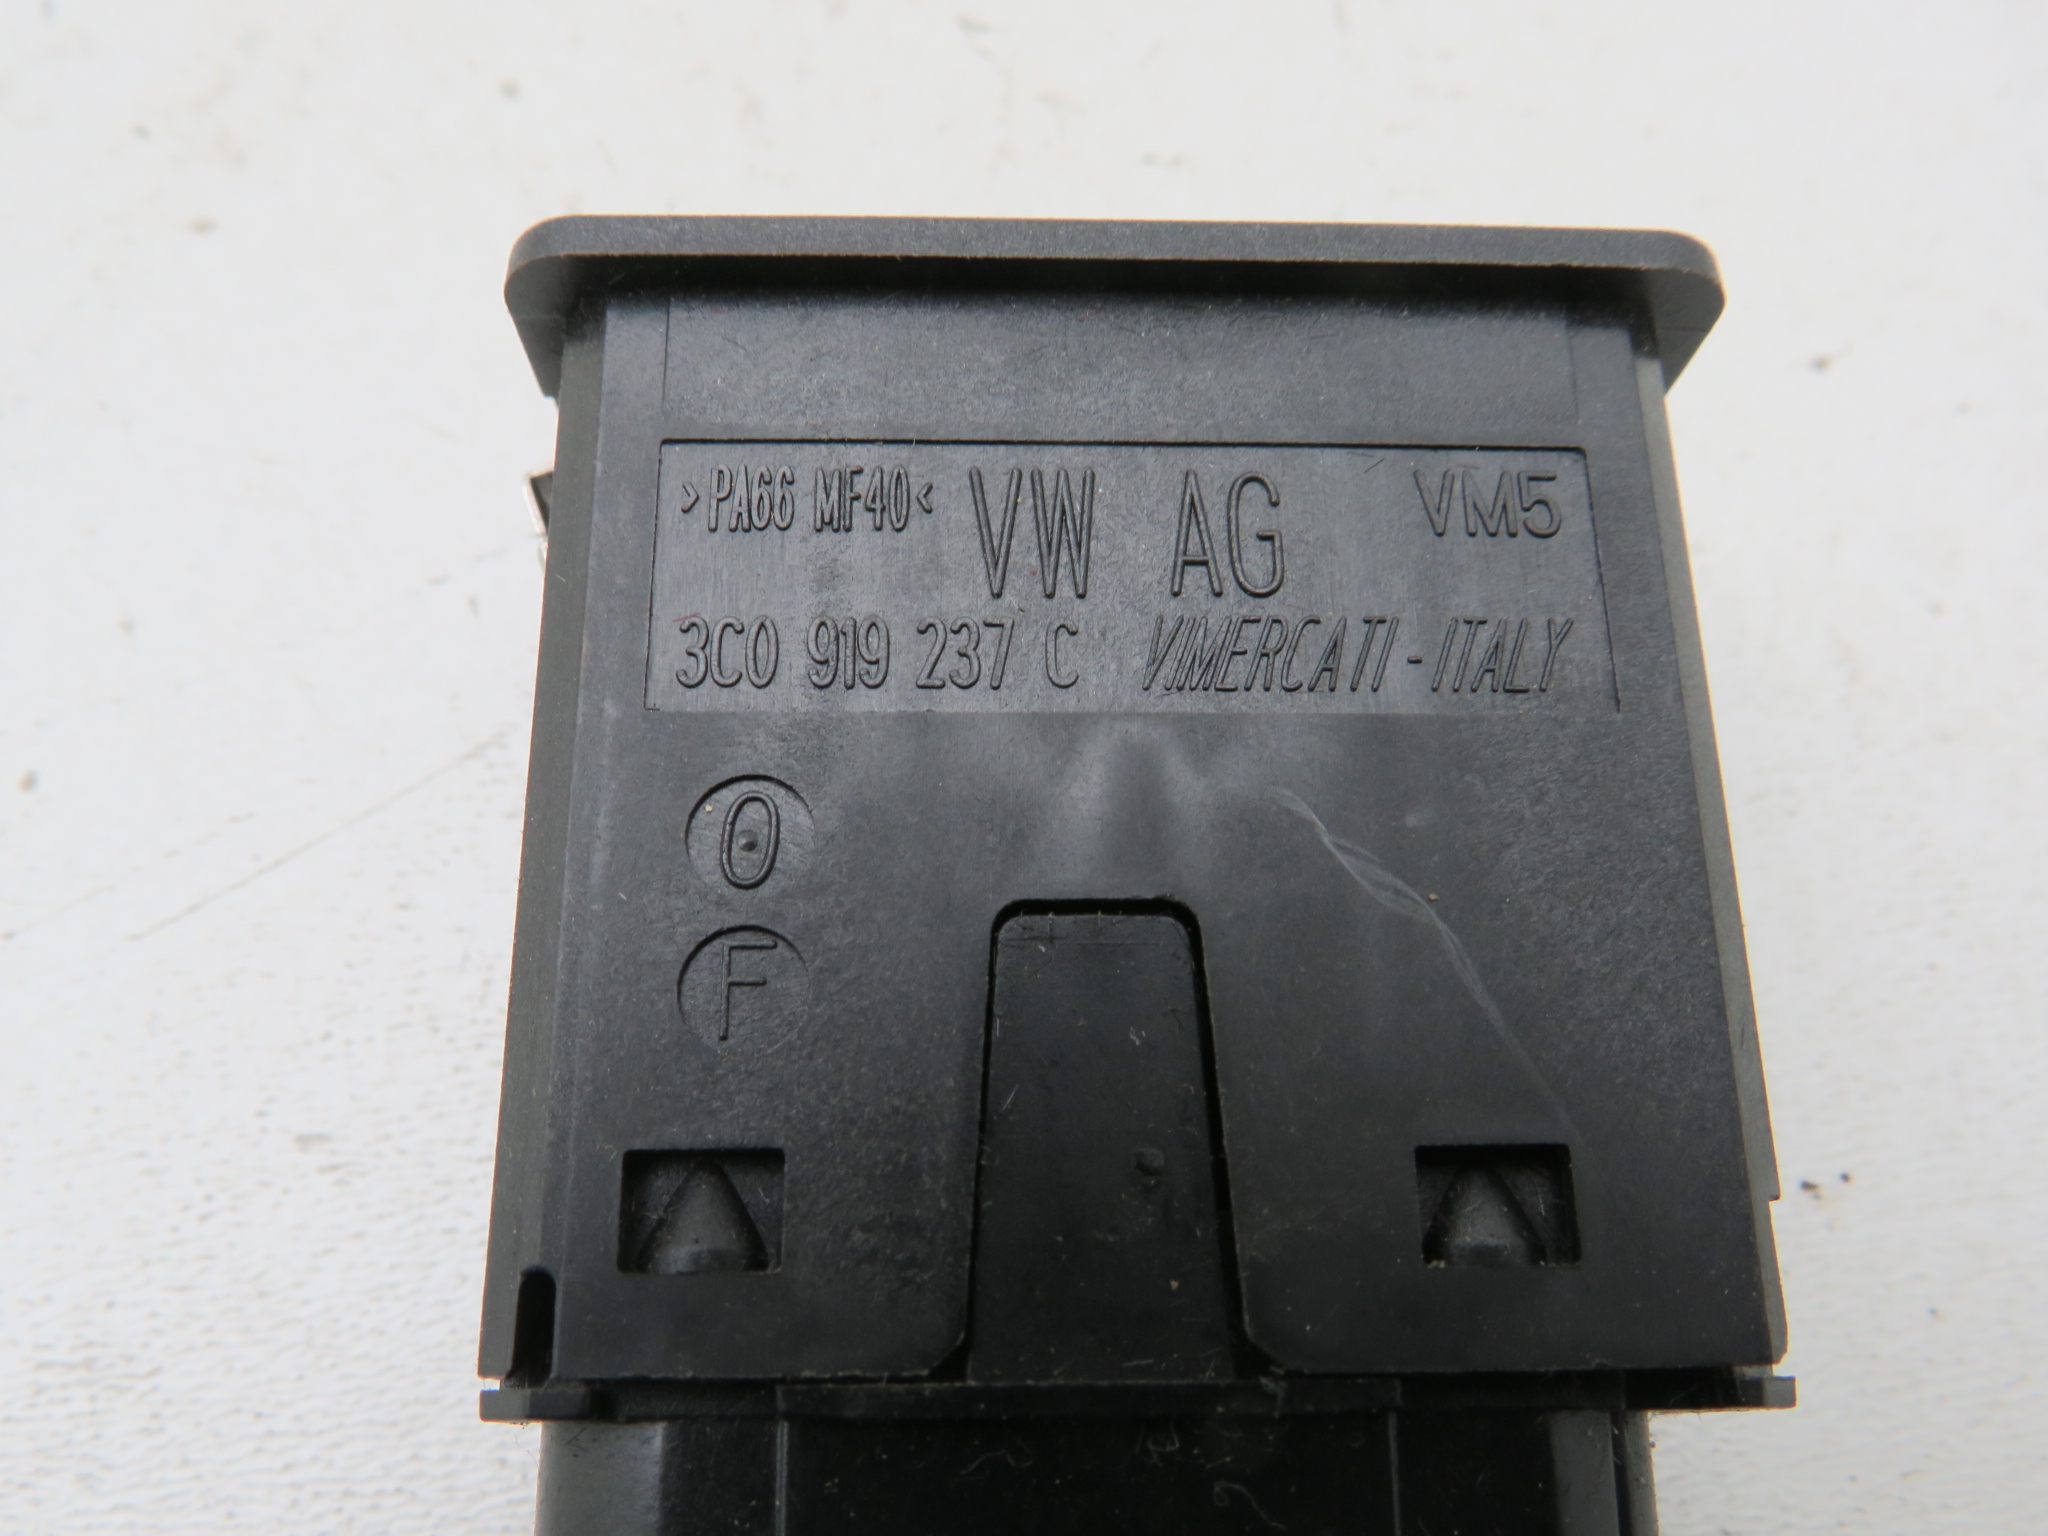 >PA66 MF40< VW AG VM5
3C0 919 237 C VIMERCATI-ITALY
0
F